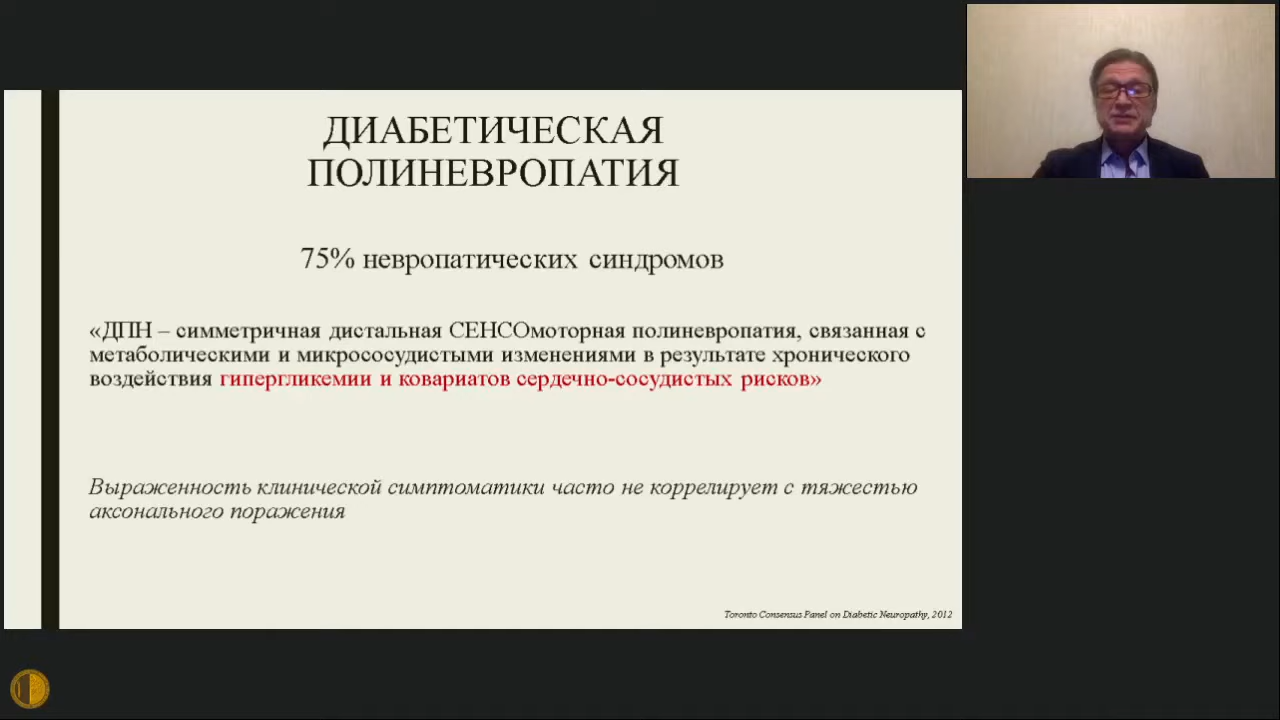 ДИАБЕТИЧЕСКАЯ
ПОЛИНЕВРОПАТИЯ
75% невропатических синдромов
«ДПН – симметричная дистальная СЕНСОмоторная полиневропатия, связанная с
метаболическими и микрососудистыми изменениями в результате хронического
воздействия гипергликемии и ковариатов сердечно-сосудистых рисков»
Выраженность клинической симптоматики часто не коррелирует с тяжестью
аксонального поражения
Toronto Consensus Panel on Diabetic Neuropathy, 2012